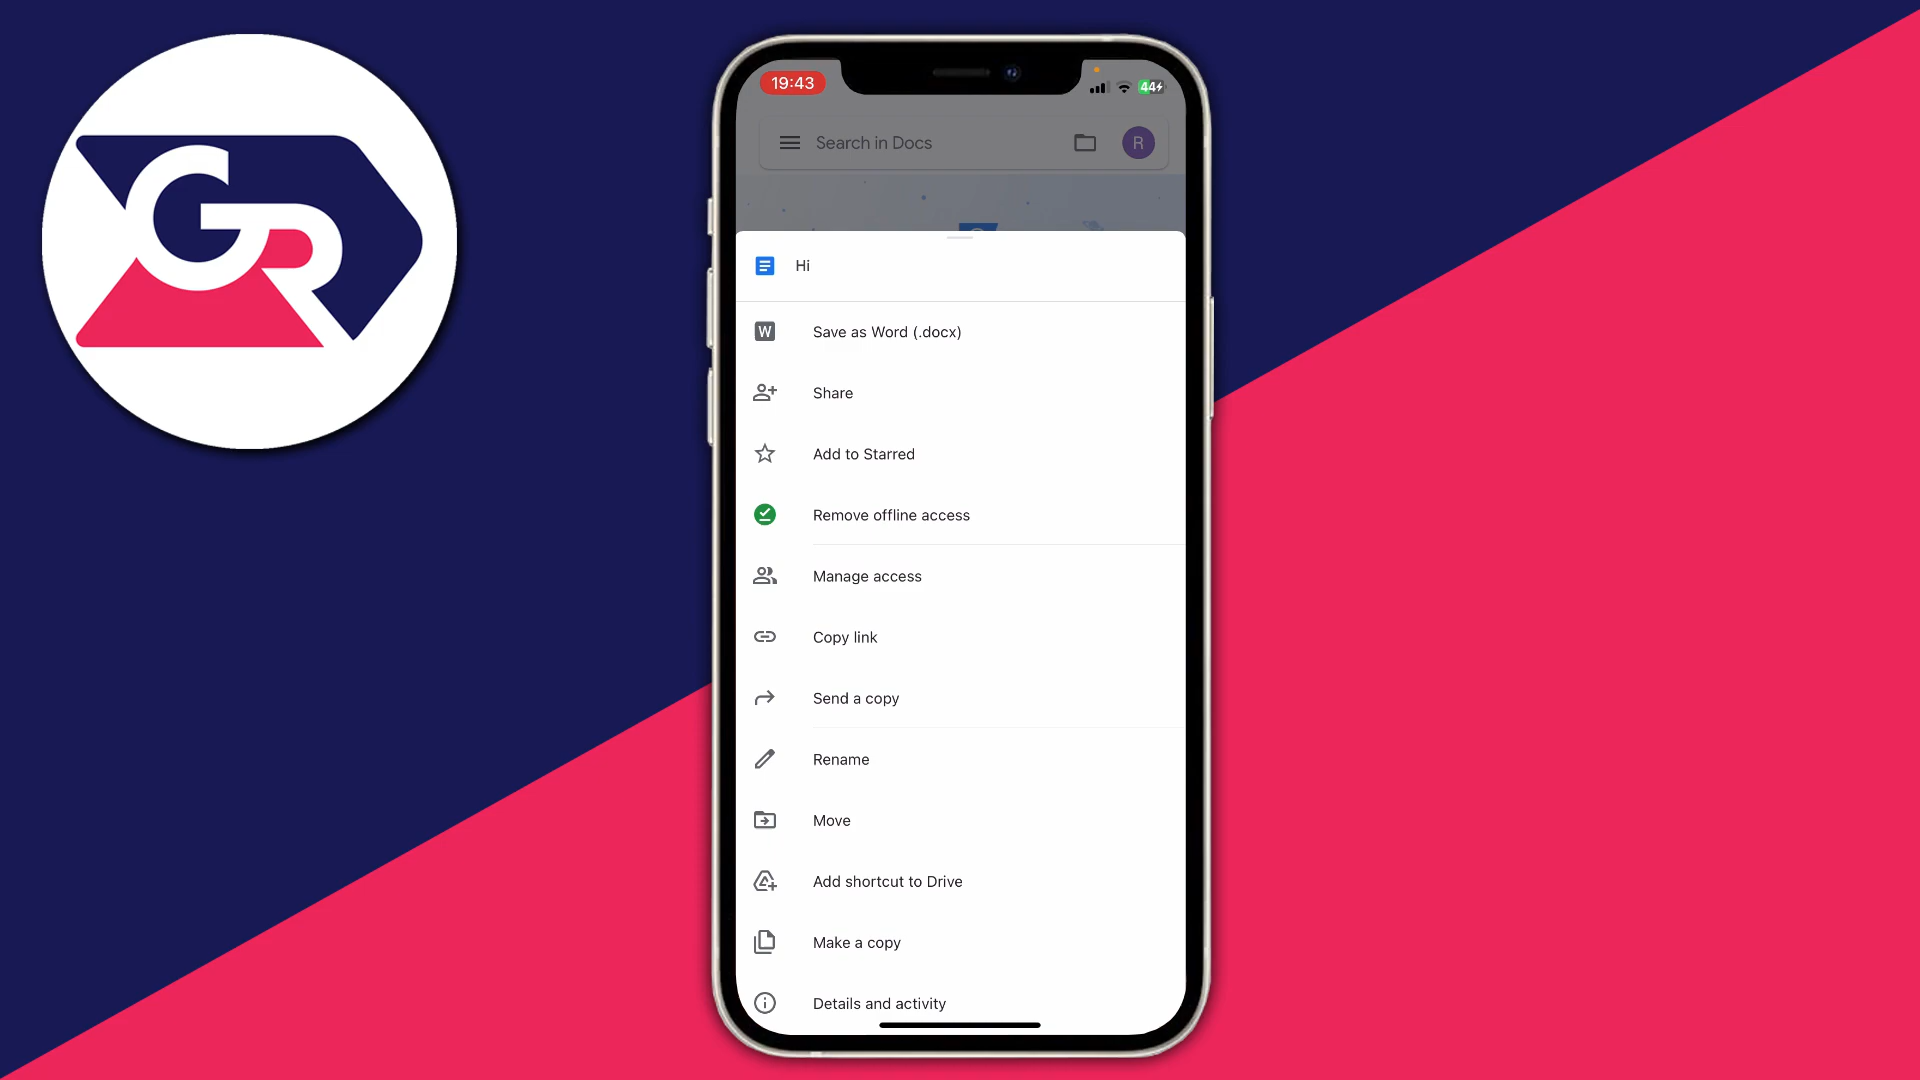 GR
19:43
44
Search in Docs
R
Hi
W
Save as Word (.docx)
Share
Add to Starred
Remove offline access
Manage access
Copy link
Send a copy
Rename
Move
Add shortcut to Drive
Make a copy
Details and activity